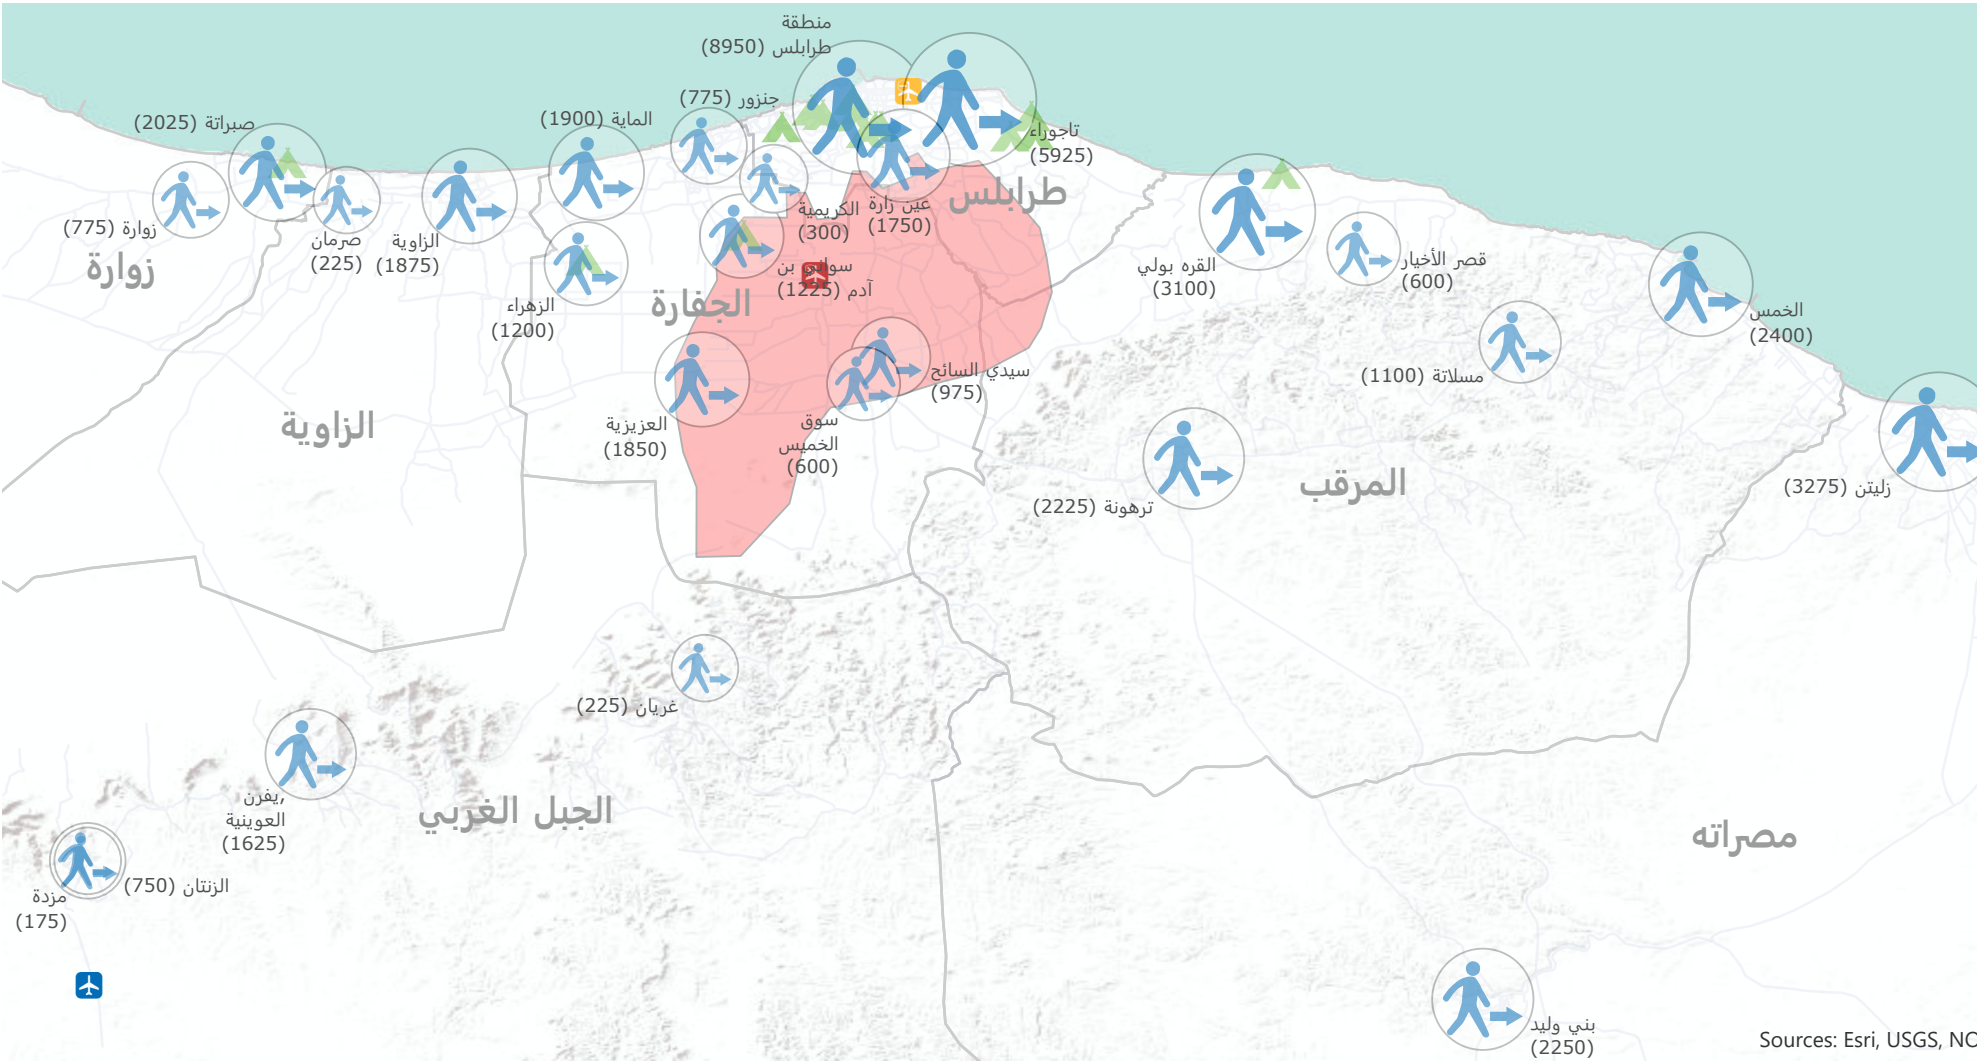 منطقة
طرابلس (8950)
جنزور (775)
الماية (1900)
صبراتة (2025)
تاجوراء
(5925)
طرابلس
عين زارة
(1750)
الكريمية
(300)
زوارة (775)
زوارة
صرمان
(225)
الزاوية
(1875)
سواني بن
آدم (1225)
الجفارة
الزهراء
(1200)
القره بولي
(3100)
قصر الأخيار
(600)
الخمس
(2400)
مسلاتة (1100)
سيدي السائح
(975)
العزيزية
(1850)
سوق
الخميس
(600)
الزاوية
المرقب
ترهونة (2225)
زليتن (3275)
غريان (225)
يفرن,
العوينية
(1625)
الجبل الغربي
مصراته
الزنتان (750)
مزدة
(175)
بني وليد
(2250)
Sources: Esri, USGS, NO